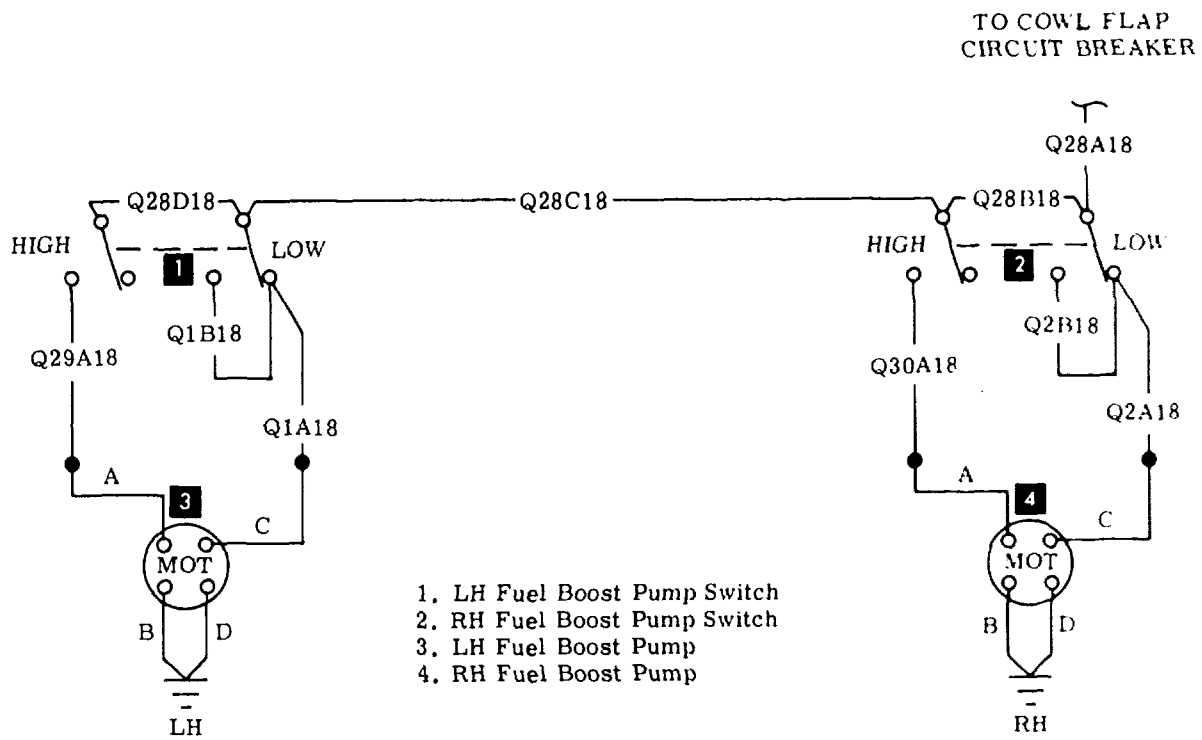 TO COWL FLAP
CIRCUIT BREAKER
Q28A18
Q28D18
Q28C18
Q28B18
HIGH
1
LOW
HIGH
2
LOW
Q1B18
Q2B18
Q29A18
Q30A18
Q1A18
Q2A18
A
3
C
A
4
C
MOT
MOT
B
D
B
D
1. LH Fuel Boost Pump Switch
2. RH Fuel Boost Pump Switch
3. LH Fuel Boost Pump
4. RH Fuel Boost Pump
LH
RH